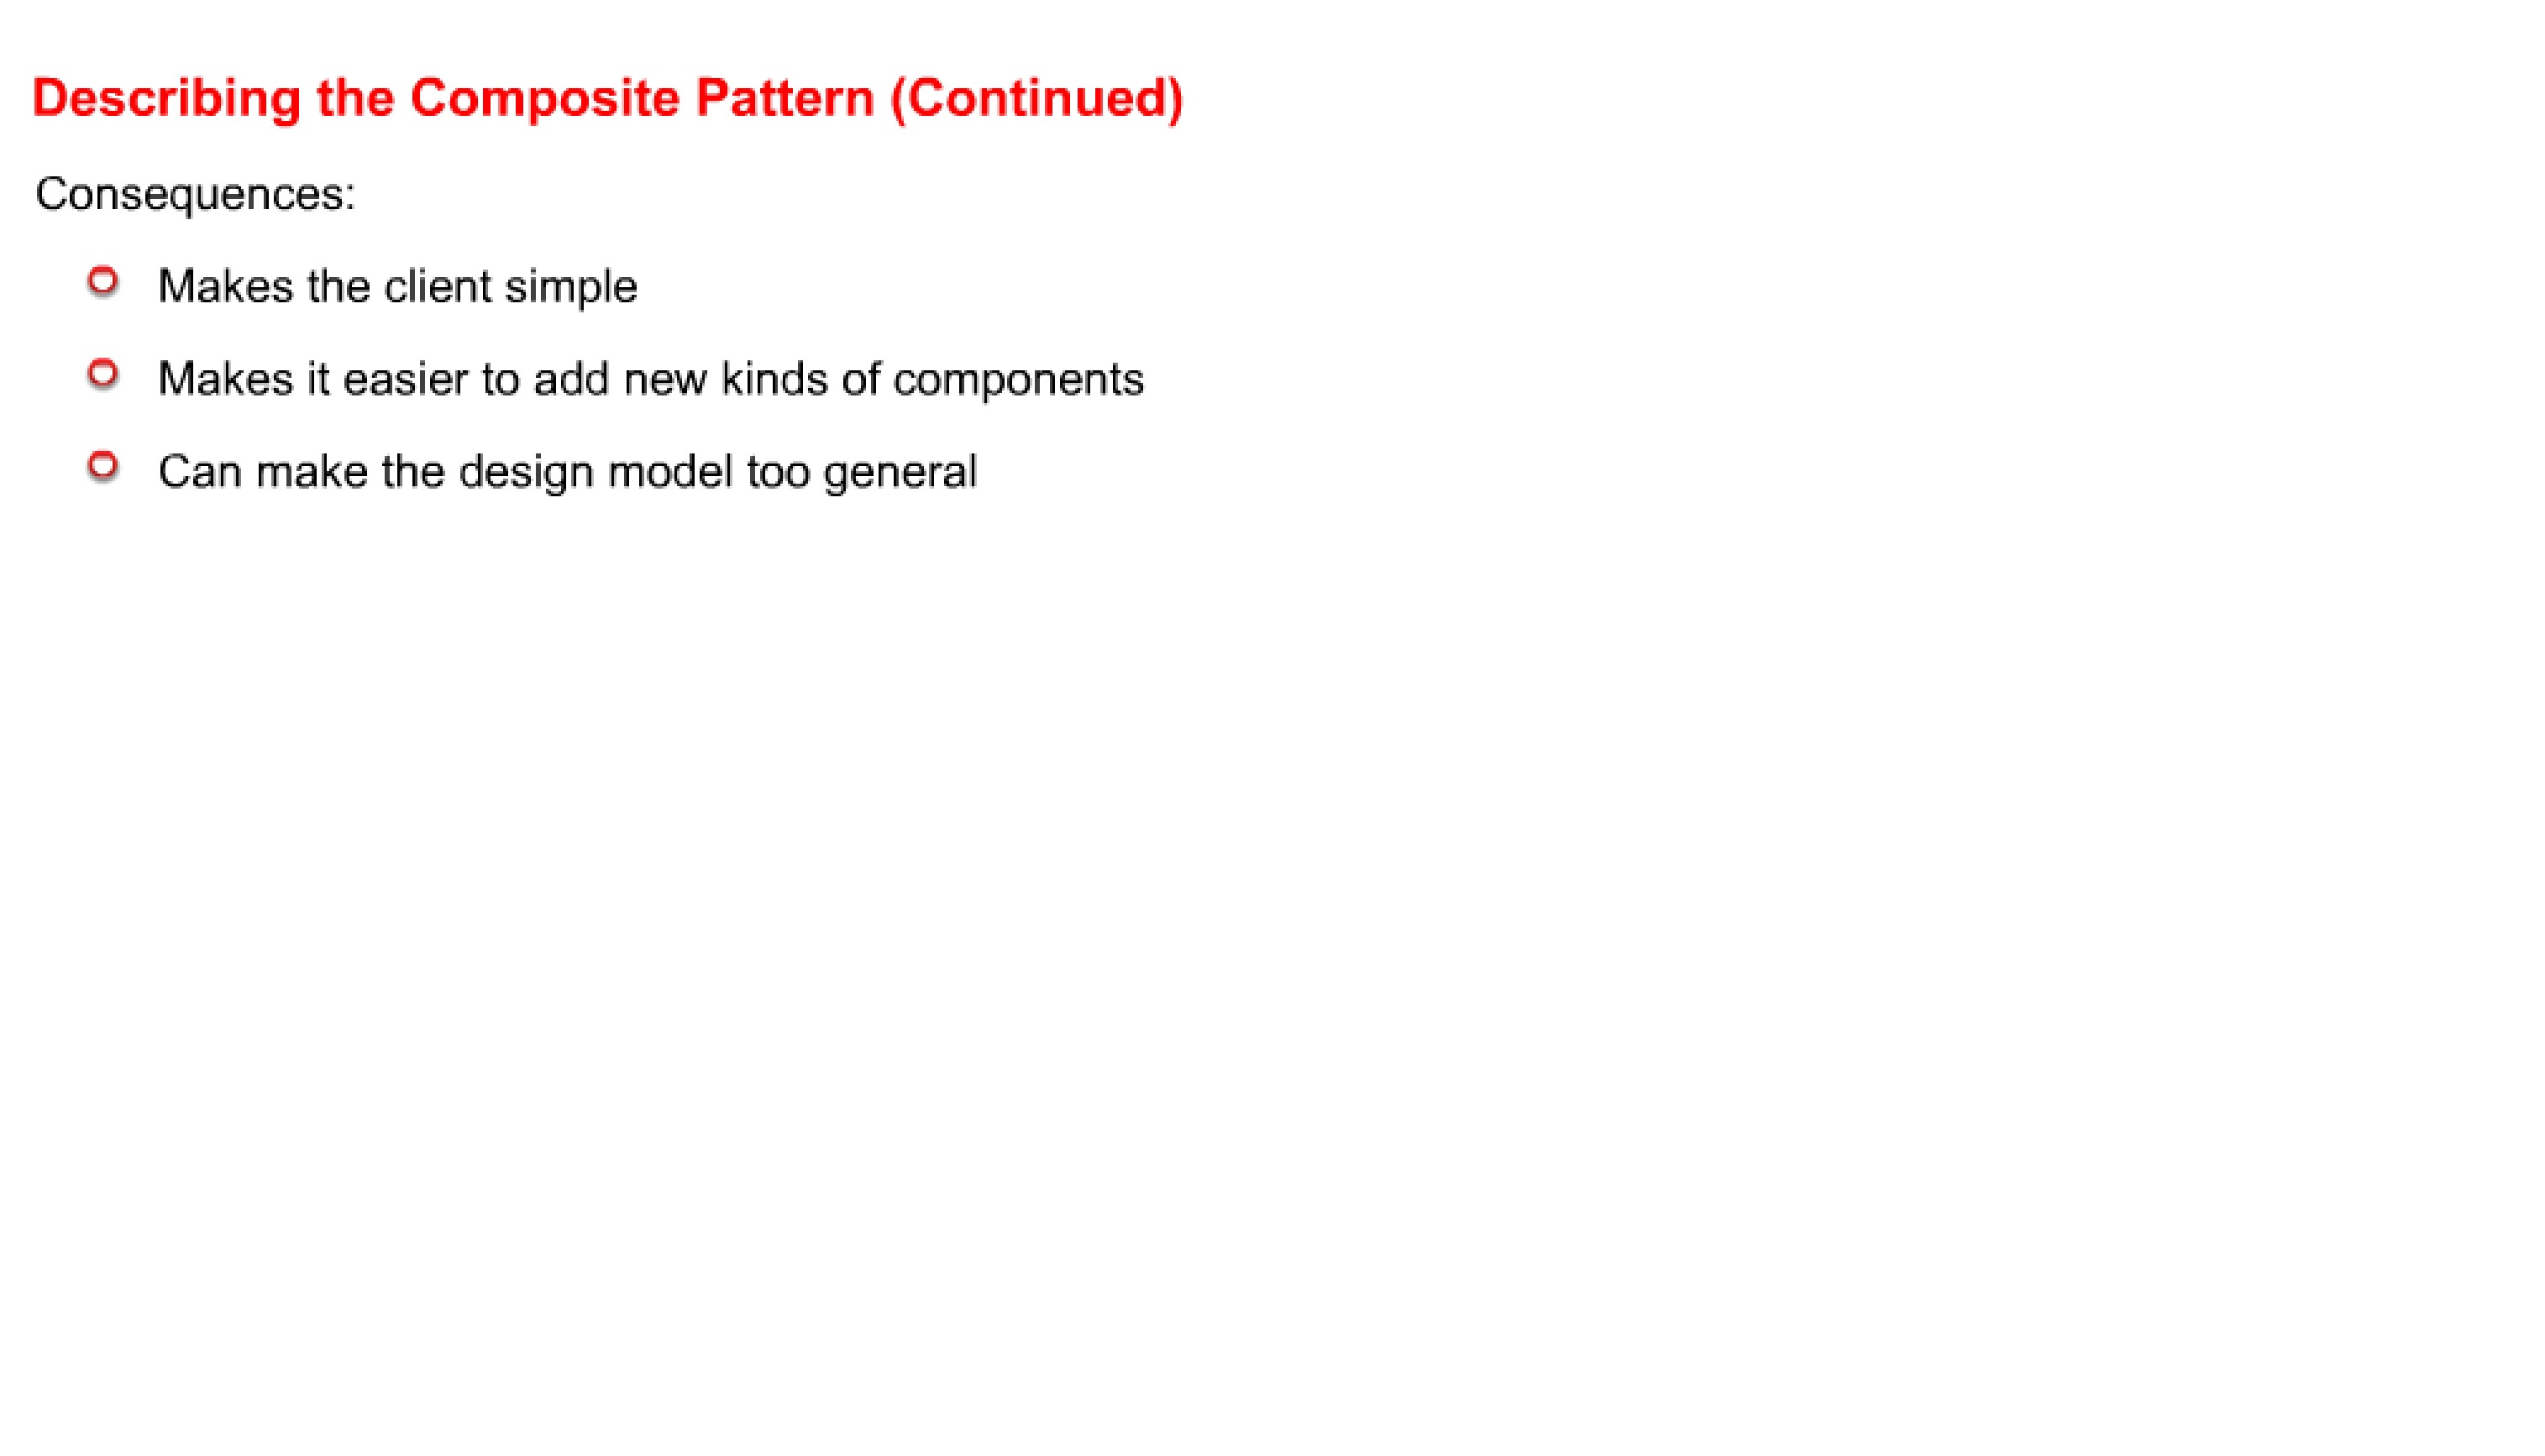 Describing the Composite Pattern (Continued)
Consequences:
Makes the client simple
Makes it easier to add new kinds of components
Can make the design model too general